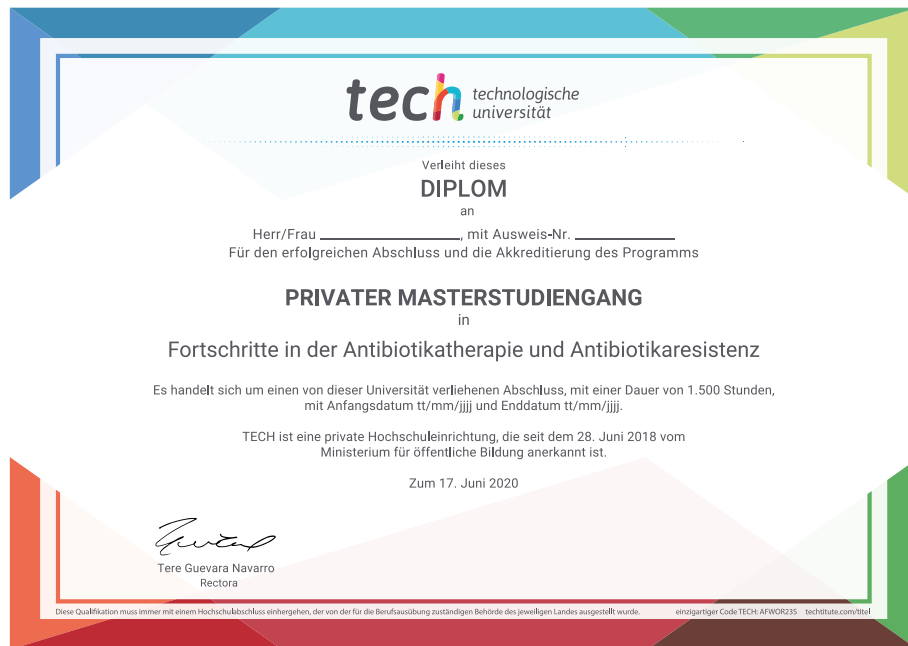 tech technologische
universität
Verleiht dieses
DIPLOM
an
Herr/Frau ____________________, mit Ausweis-Nr. __________________
Für den erfolgreichen Abschluss und die Akkreditierung des Programms
PRIVATER MASTERSTUDIENGANG
in
Fortschritte in der Antibiotikatherapie und Antibiotikaresistenz
Es handelt sich um einen von dieser Universität verliehenen Abschluss, mit einer Dauer von 1.500 Stunden,
mit Anfangsdatum tt/mm/jjjj und Enddatum tt/mm/jjjj.
TECH ist eine private Hochschuleinrichtung, die seit dem 28. Juni 2018 vom
Ministerium für öffentliche Bildung anerkannt ist.
Zum 17. Juni 2020
Tere Guevara Navarro
Rectora
Diese Qualifikation muss immer mit einem Hochschulabschluss einhergehen, der von der für die Berufsausübung zuständigen Behörde des jeweiligen Landes ausgestellt wurde. einzigartiger Code TECH: AFWOR235 techtitute.com/titel